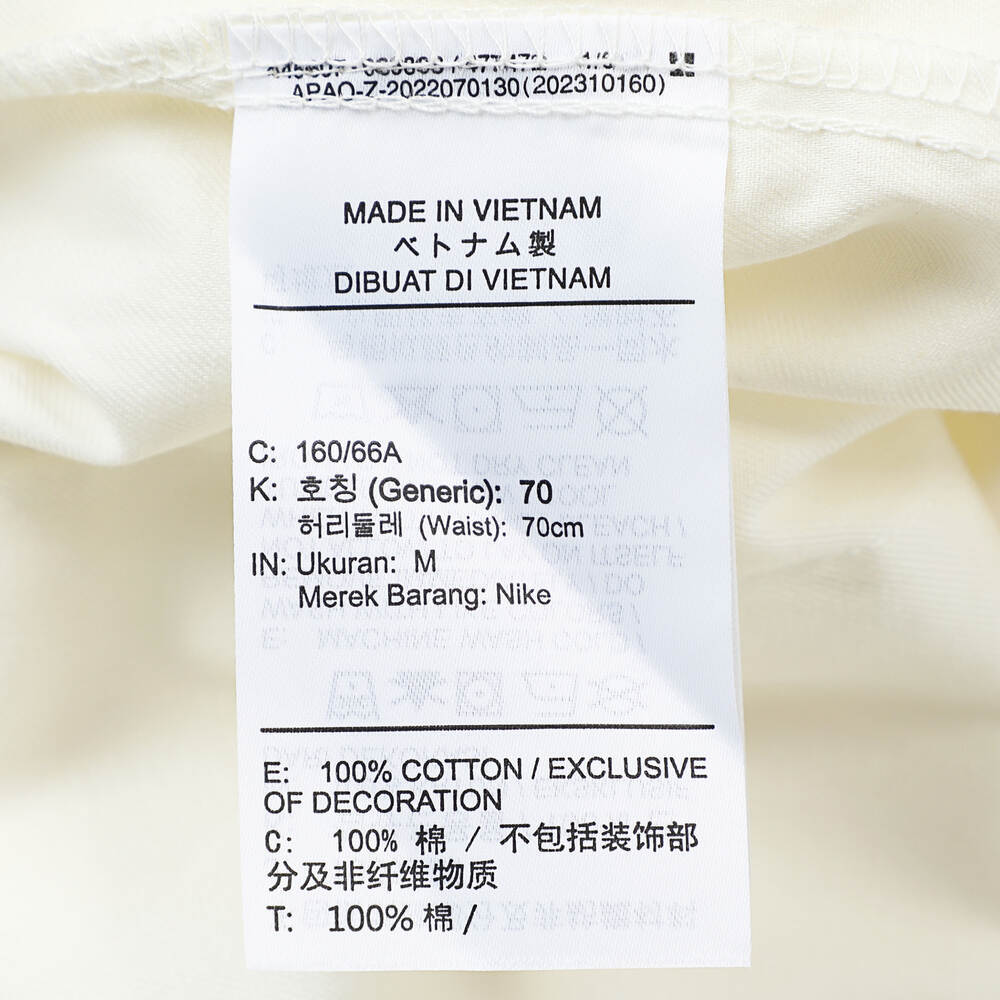 1/6
APAO-Z-2022070130(202310160)
MADE IN VIETNAM
ベトナム製
DIBUAT DI VIETNAM
C: 160/66A
K: 호칭 (Generic): 70
허리둘레 (Waist): 70cm
IN: Ukuran: M
Merek Barang: Nike
E: 100% COTTON / EXCLUSIVE
OF DECORATION
C: 100% 棉 / 不包括装饰部
分及非纤维物质
T: 100% 棉 /